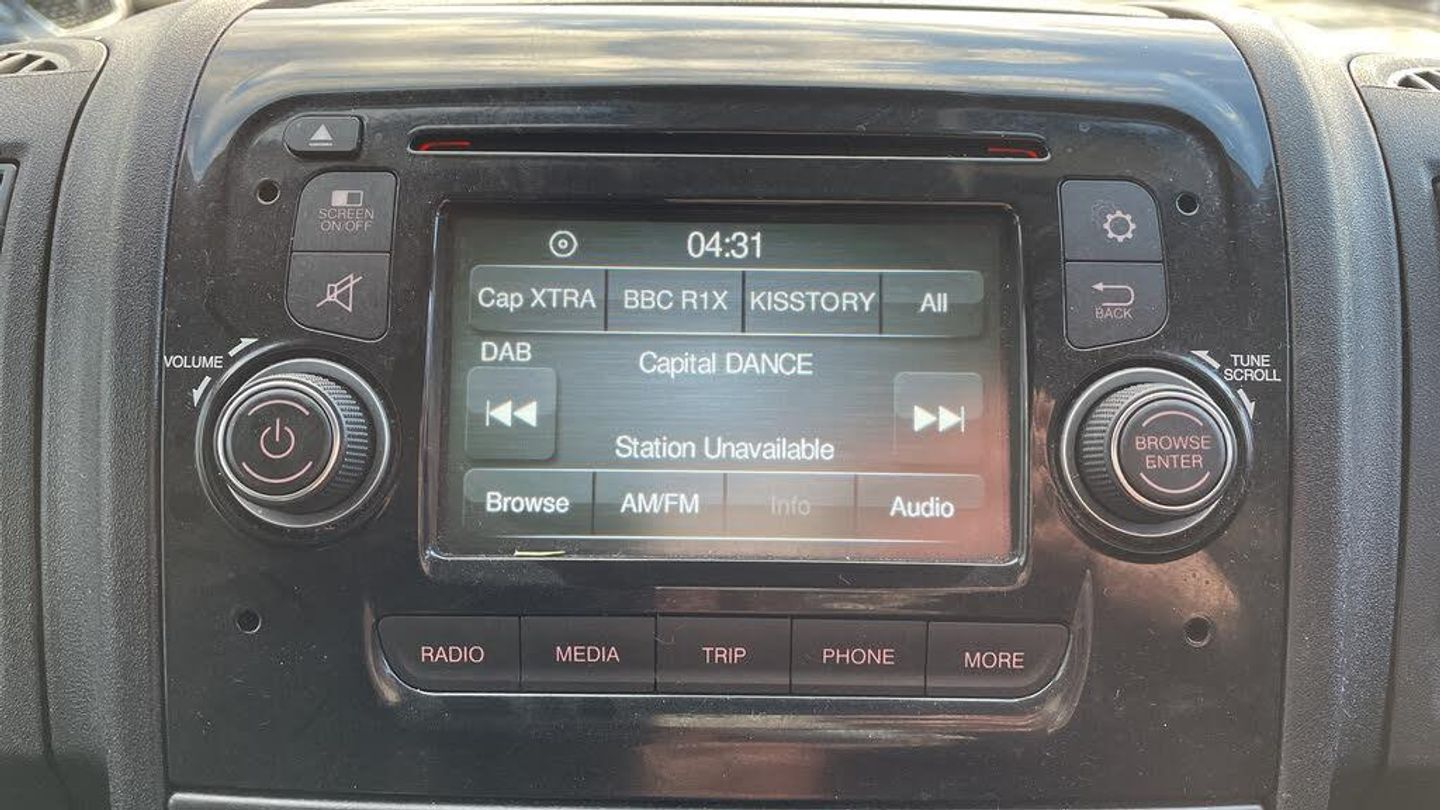 SCREEN
ON/OFF
04:31
Cap XTRA BBC R1X KISSTORY All
BACK
VOLUME
TUNE
SCROLL
DAB
Capital DANCE
BROWSE
ENTER
Station Unavailable
Browse AM/FM Info Audio
RADIO MEDIA TRIP PHONE MORE